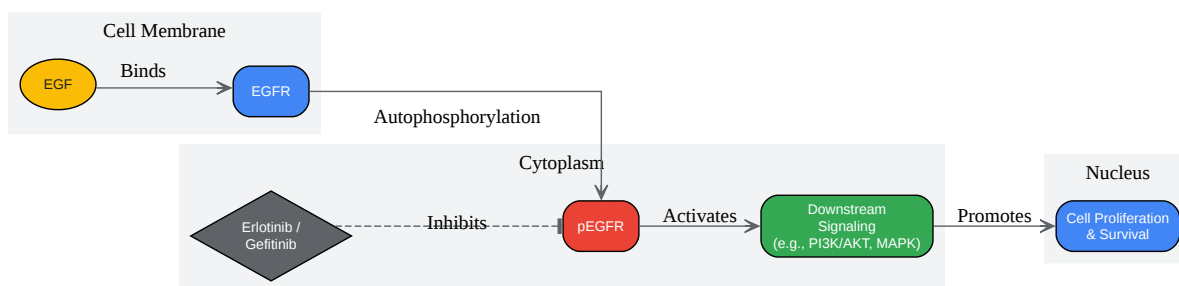 Cell Membrane
EGF
Binds
EGFR
Autophosphorylation
Cytoplasm
Erlotinib /
Gefitinib
Inhibits
pEGFR
Activates
Downstream
Signaling
(e.g., PI3K/AKT, MAPK)
Promotes
Nucleus
Cell Proliferation
& Survival